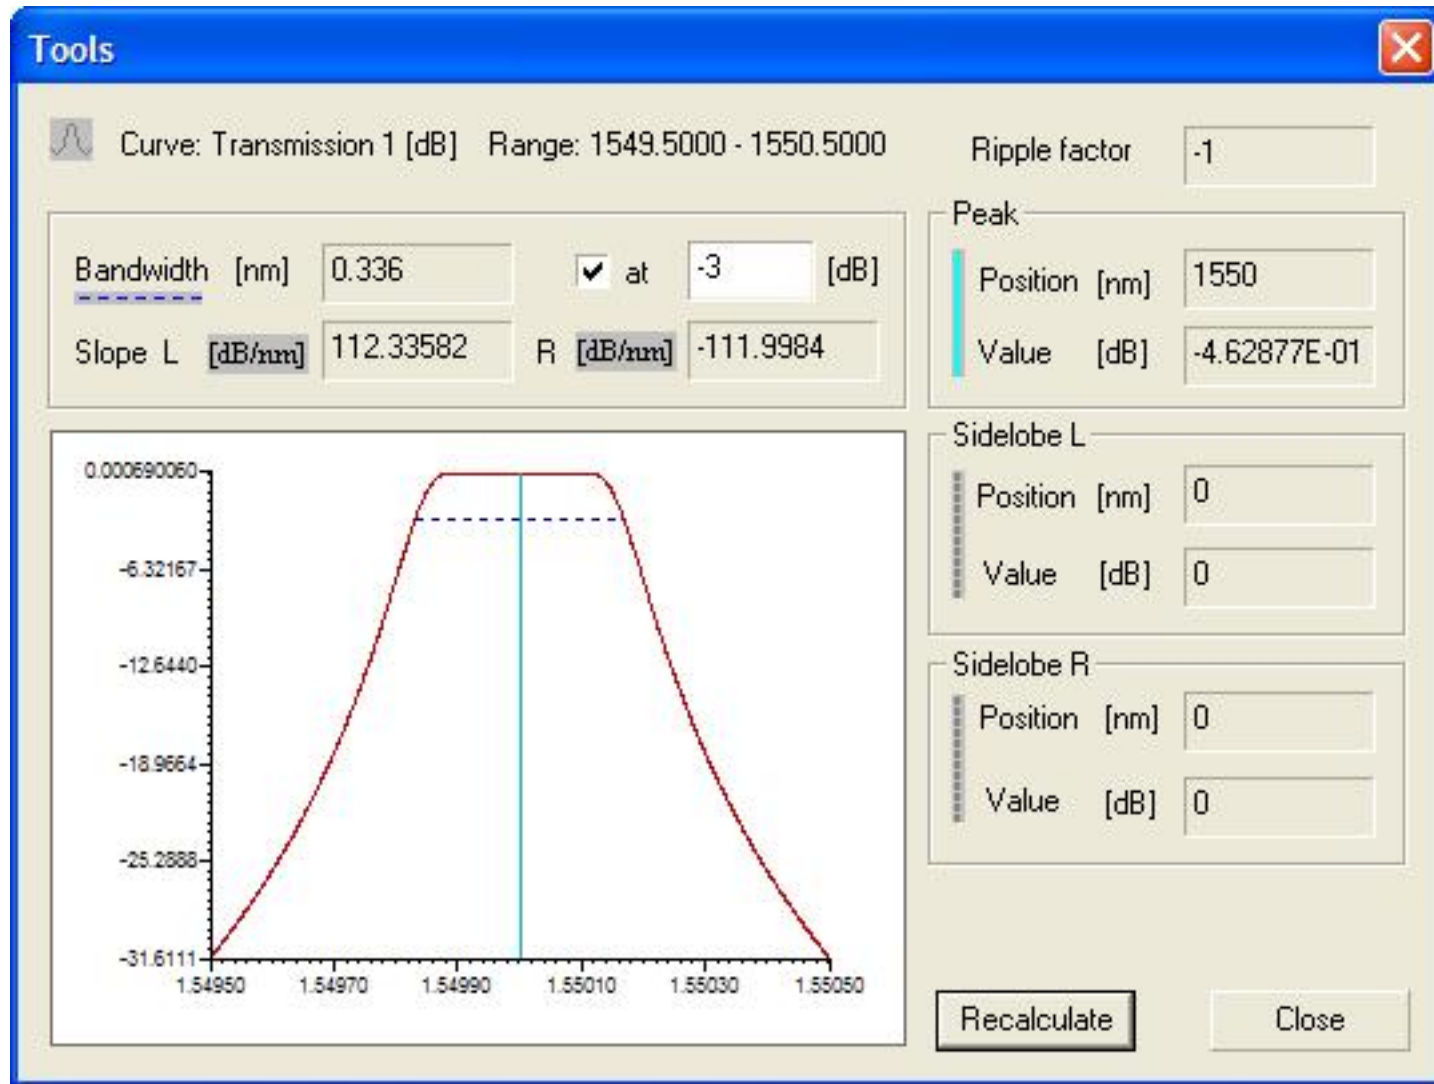 Tools
Curve: Transmission 1 [dB] Range: 1549.5000 - 1550.5000
Ripple factor -1
Bandwidth [nm] 0.336 at -3 [dB]
Slope L [dB/nm] 112.33582 R [dB/nm] -111.9984
Peak
Position [nm] 1550
Value [dB] -4.62877E-01
0.000690060
-6.32167
-12.6440
-18.9664
-25.2888
-31.6111
1.54950 1.54970 1.54990 1.55010 1.55030 1.55050
Sidelobe L
Position [nm] 0
Value [dB] 0
Sidelobe R
Position [nm] 0
Value [dB] 0
Recalculate Close